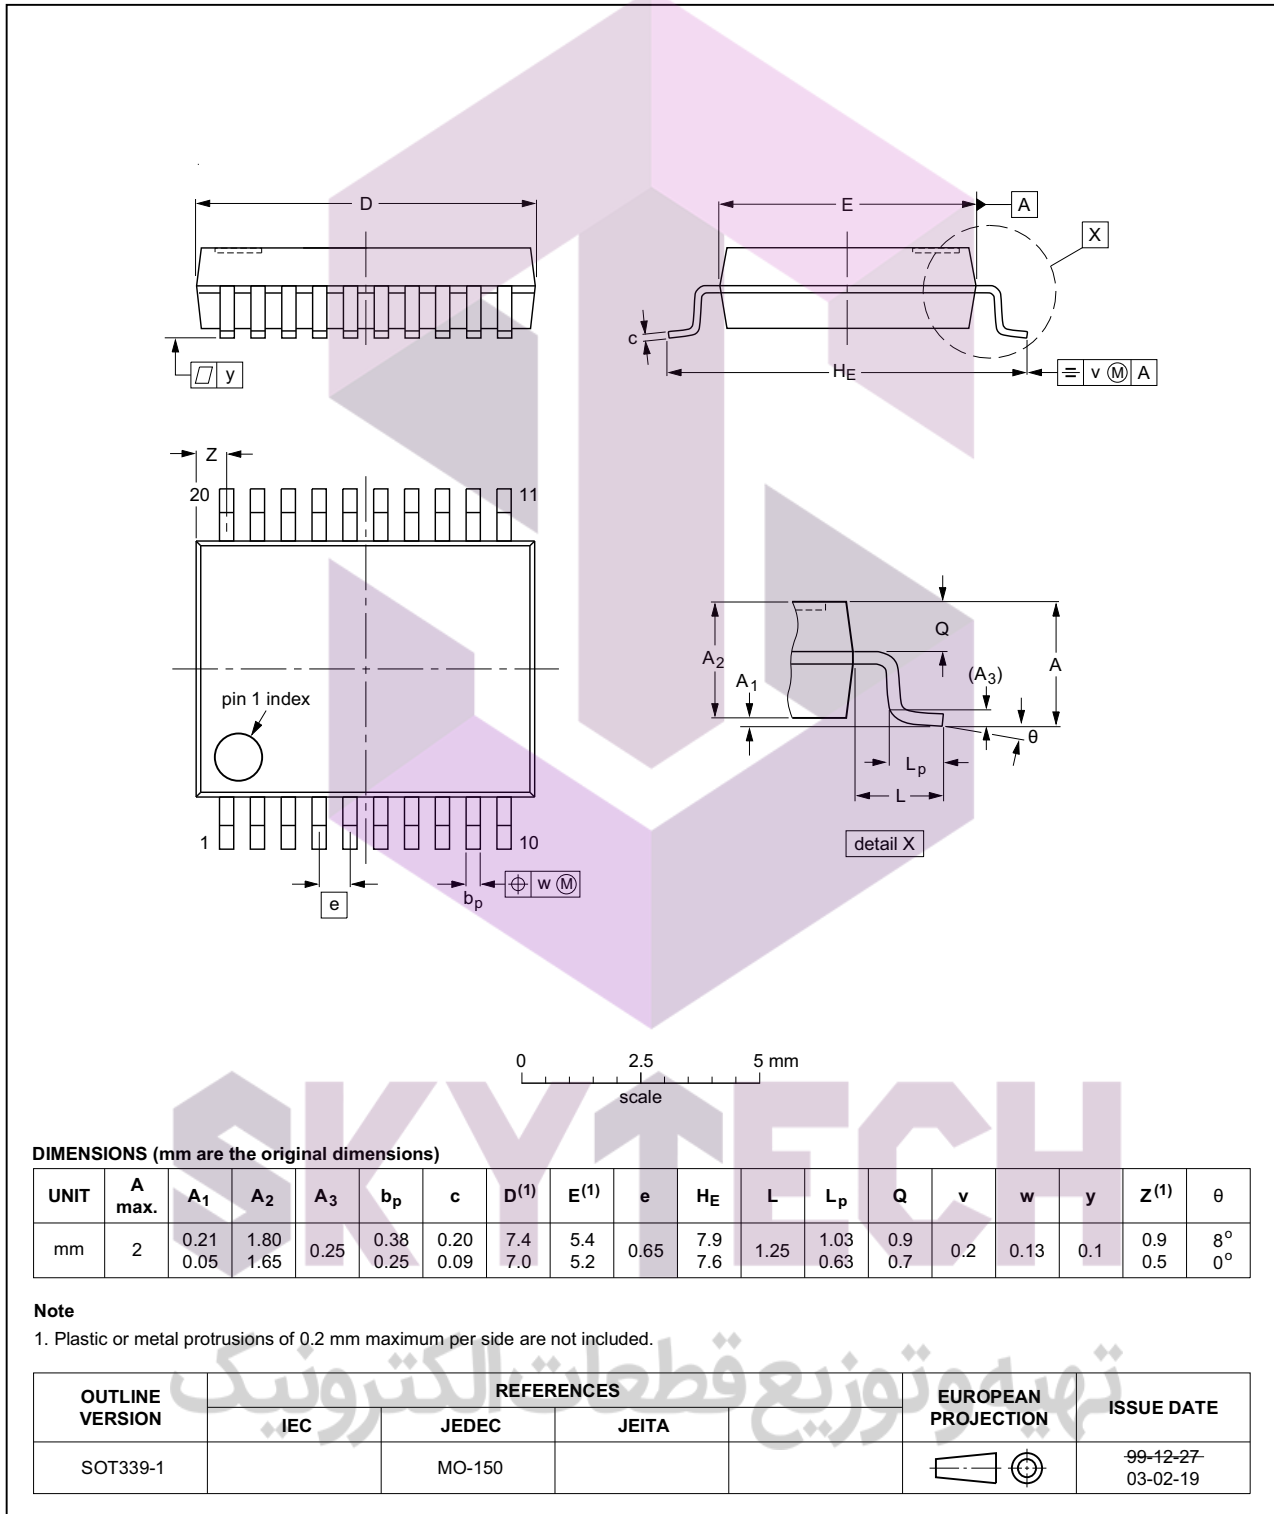 D
E
A
X
c
y
HE
v M A
Z
20
11
pin 1 index
1
10
e
bp
w M
Q
A2
A
A1
(A3)
θ
Lp
L
detail X
0 2.5 5 mm
scale
SKYTECH
DIMENSIONS (mm are the original dimensions)
UNIT A max. A1 A2 A3 bp c D(1) E(1) e HE L Lp Q v w y Z(1) θ
mm 2 0.21 0.05 1.80 1.65 0.25 0.38 0.25 0.20 0.09 7.4 7.0 5.4 5.2 0.65 7.9 7.6 1.25 1.03 0.63 0.9 0.7 0.2 0.13 0.1 0.9 0.5 8° 0°
Note
1. Plastic or metal protrusions of 0.2 mm maximum per side are not included.
تهیه و توزیع قطعات الکترونیک
OUTLINE VERSION REFERENCES EUROPEAN PROJECTION ISSUE DATE
IEC JEDEC JEITA
SOT339-1 MO-150 99-12-27
03-02-19